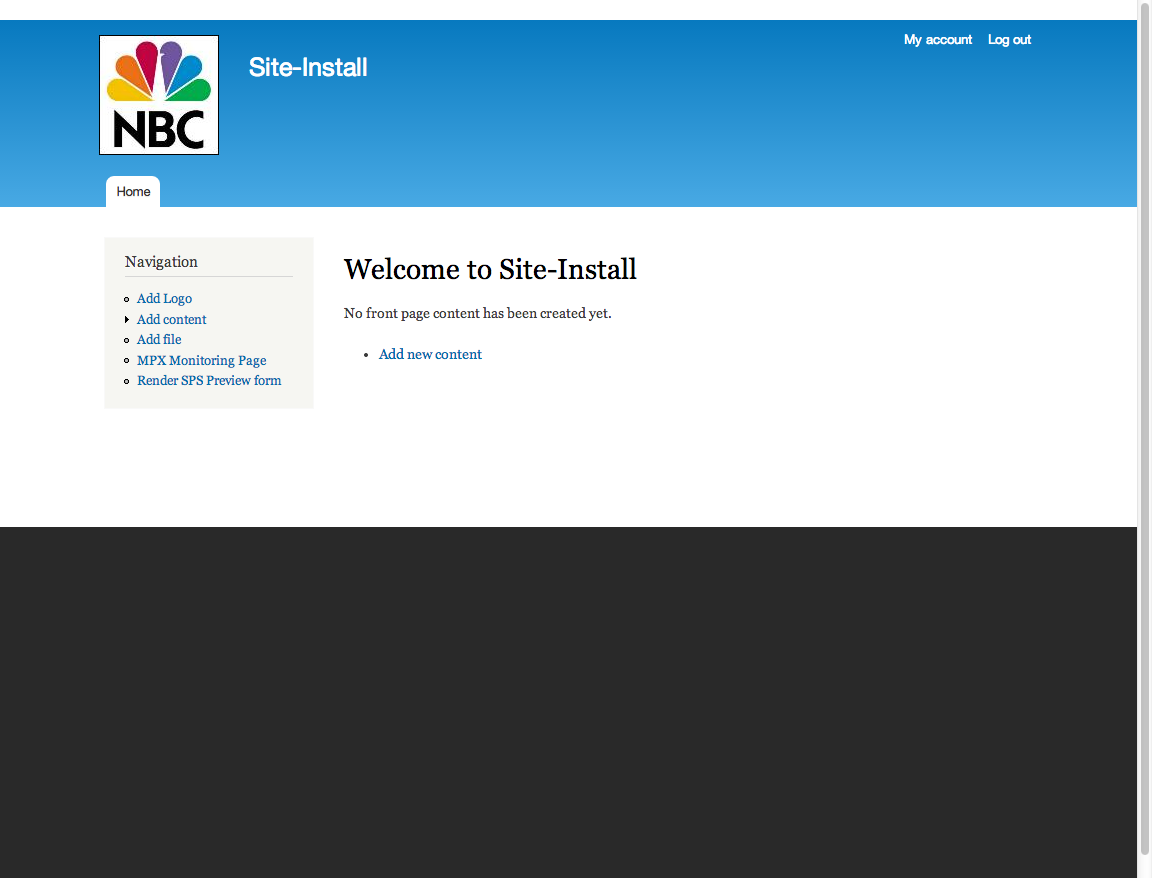 My account
Log out
NBC
Site-Install
Home
Navigation
Add Logo
Add content
Add file
MPX Monitoring Page
Render SPS Preview form
Welcome to Site-Install
No front page content has been created yet.
Add new content